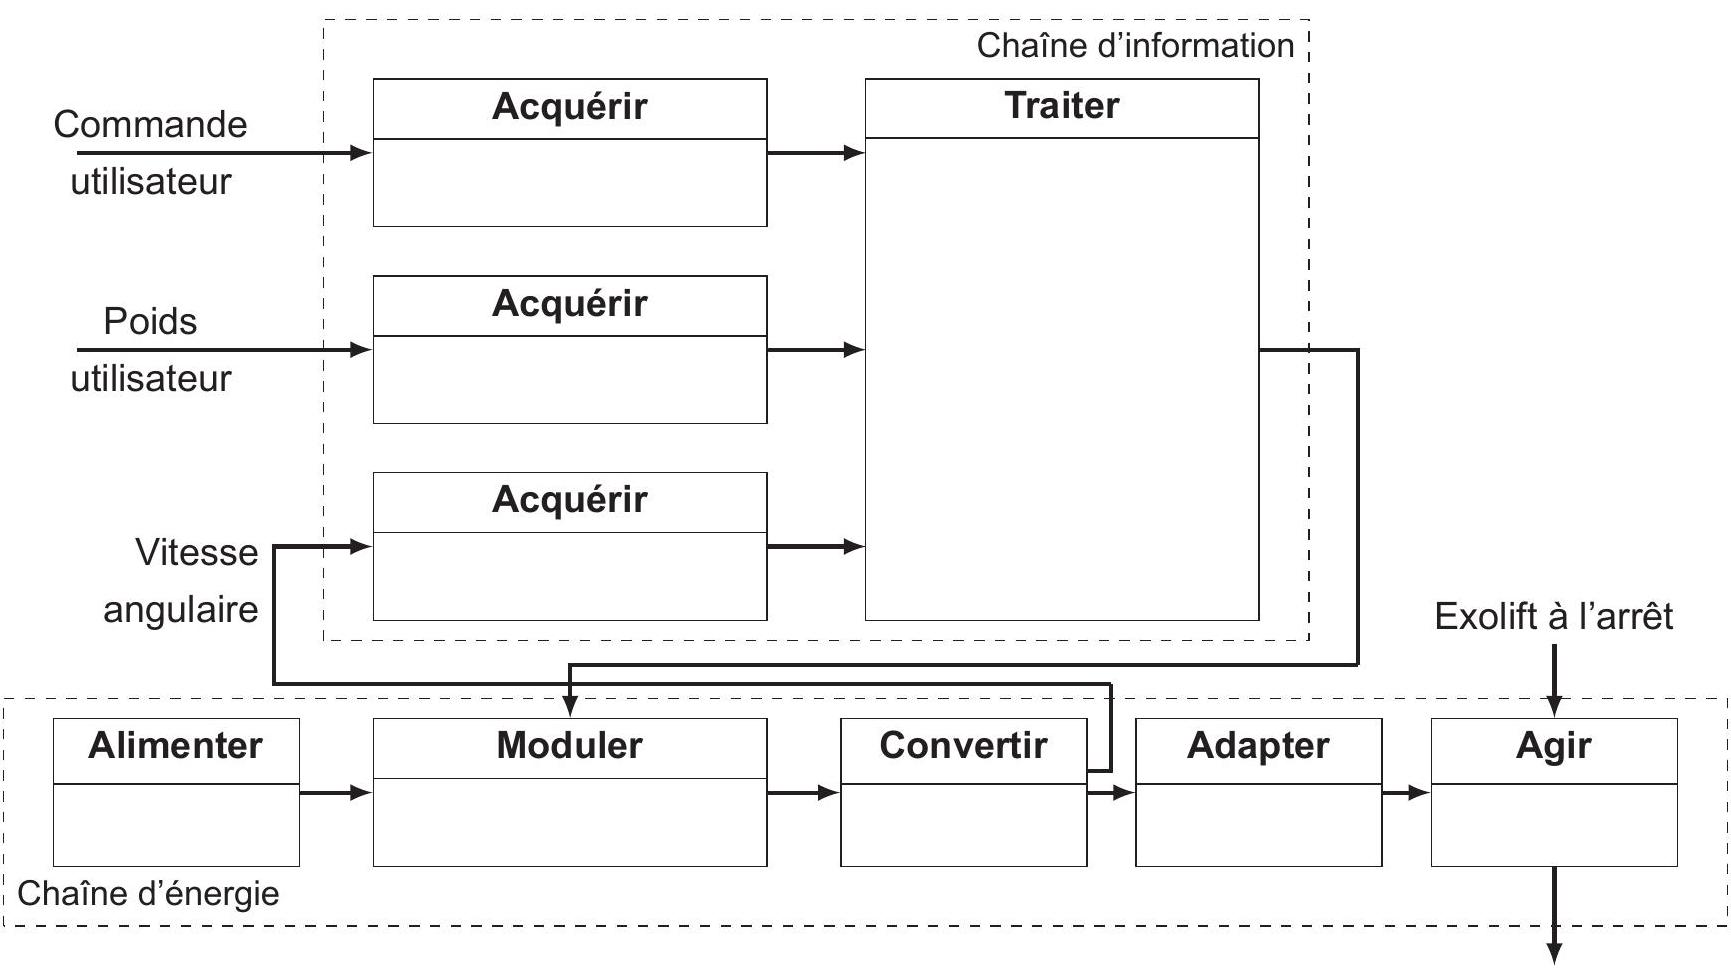 Chaîne d’information
Acquérir
Traiter
Commande
utilisateur
Acquérir
Poids
utilisateur
Acquérir
Vitesse
angulaire
Exolift à l’arrêt
Alimenter
Moduler
Convertir
Adapter
Agir
Chaîne d’énergie